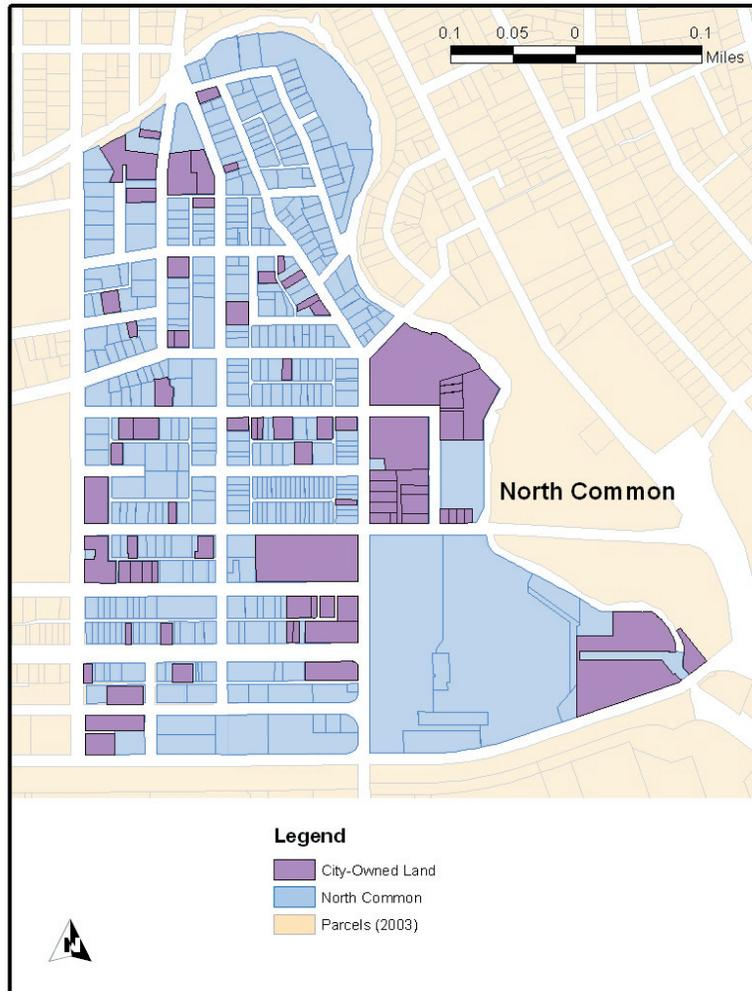 0.1 0.05 0 0.1
Miles
North Common
Legend
City-Owned Land
North Common
Parcels (2003)
N